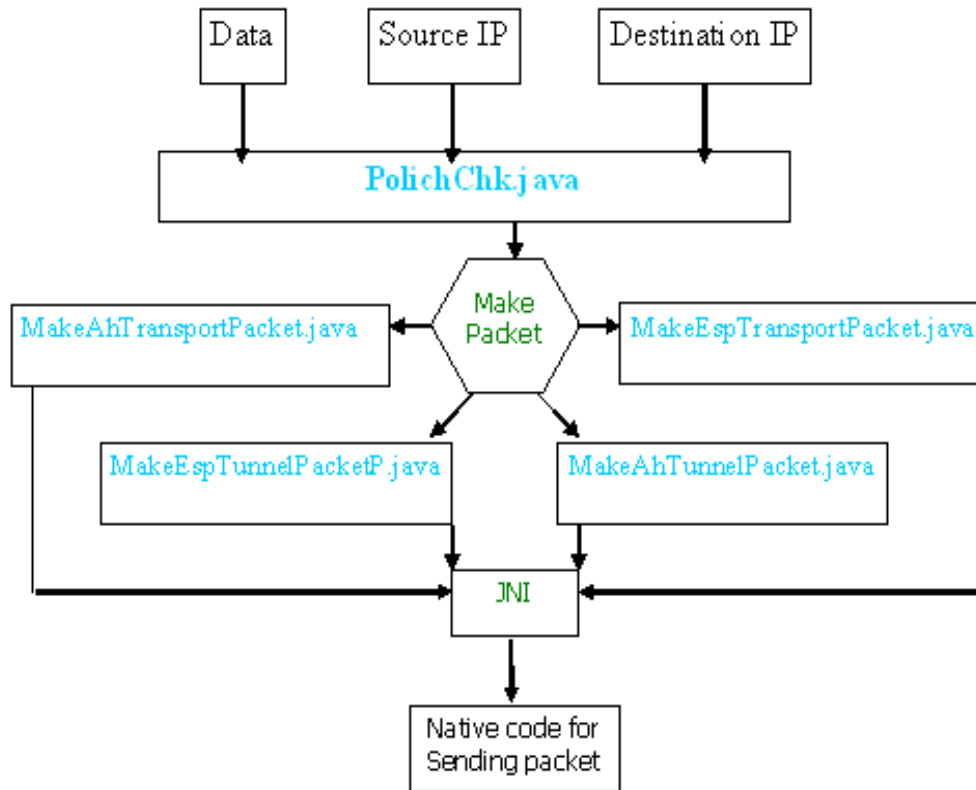 Data
Source IP
Destination IP
PolichChk.java
Make
Packet
MakeAhTransportPacket.java
MakeEspTransportPacket.java
MakeEspTunnelPacketP.java
MakeAhTunnelPacket.java
JNI
Native code for
Sending packet